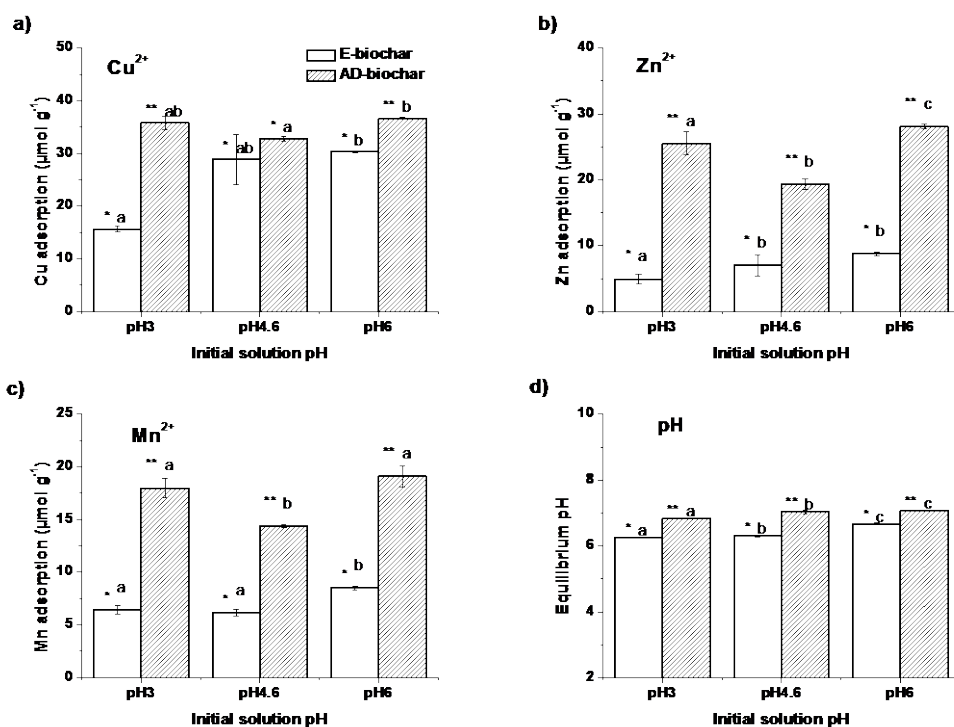 a)
Cu2+
E-biochar
AD-biochar
Cu adsorption (μmol g-1)
50
40
30
20
10
0
* a
** ab
* ab
* a
* b
** b
pH3 pH4.6 pH6
Initial solution pH
b)
Zn2+
Zn adsorption (μmol g-1)
40
30
20
10
0
* a
** a
* b
** b
* b
** c
pH3 pH4.6 pH6
Initial solution pH
c)
Mn2+
Mn adsorption (μmol g-1)
25
20
15
10
5
0
* a
** a
* a
** b
* b
** a
pH3 pH4.6 pH6
Initial solution pH
d)
pH
Equilibrium pH
10
8
6
4
2
* a
** a
* b
** b
* c
** c
pH3 pH4.6 pH6
Initial solution pH